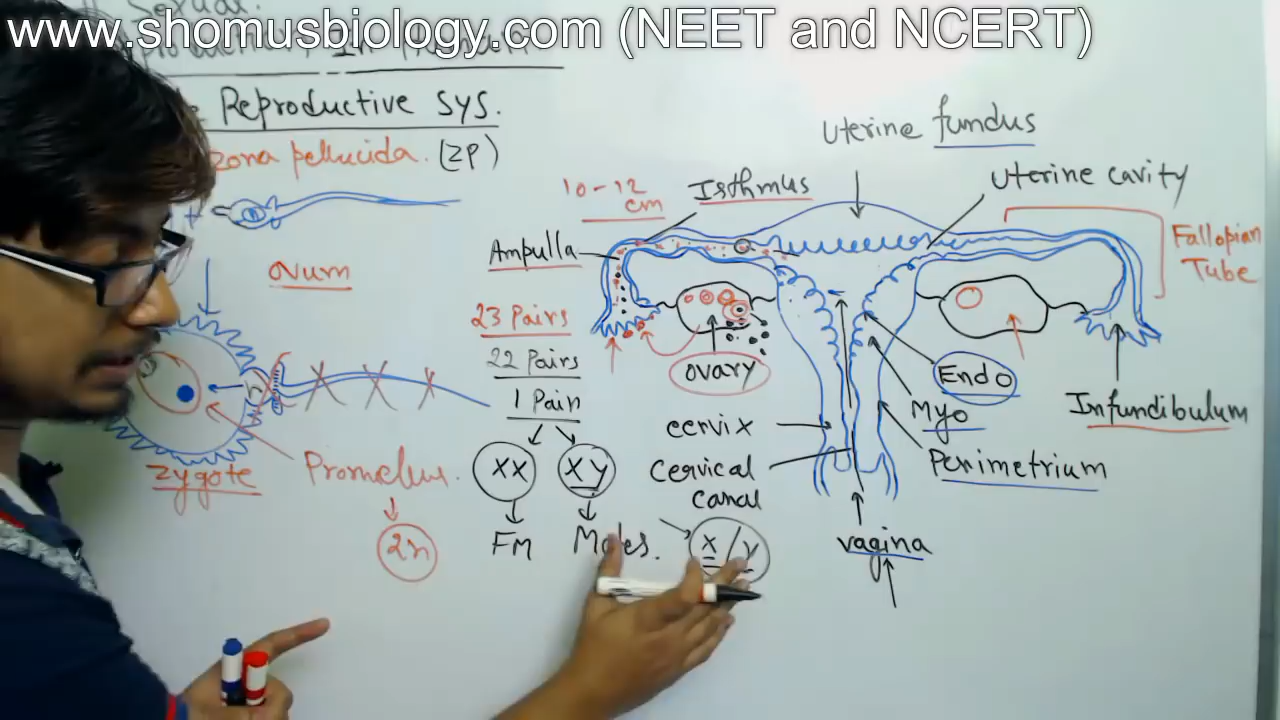 www.shomusbiology.com (NEET and NCERT)
Sexual.
Reproductive Sys.
zona pellucida. (ZP)
+
ovum
zygote
2n
10-12
cm
Isthmus
Ampulla
23 Pairs
22 Pairs
1 Pair
XX
XY
FM
Males.
X/Y
Uterine fundus
Uterine cavity
Fallopian
Tube
ovary
cervix
Cervical
canal
Endo
Myo
Perimetrium
Infundibulum
vagina